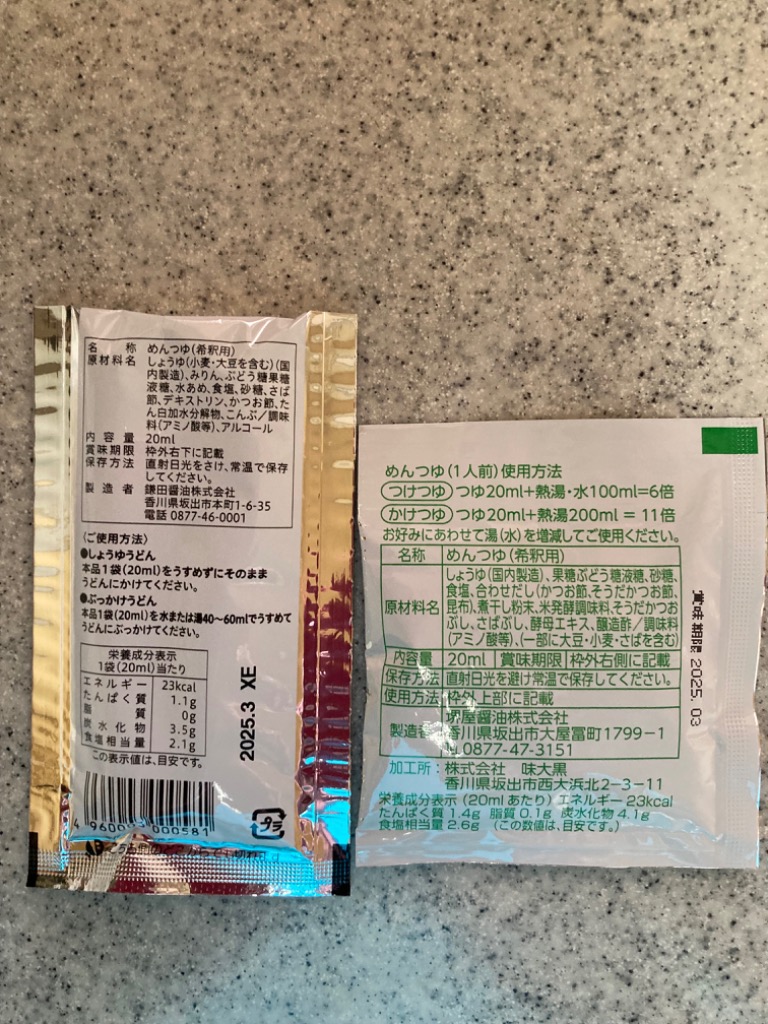 名称 めんつゆ(希釈用)
原材料名 しょうゆ(小麦・大豆を含む)(国
内製造)、みりん、ぶどう糖果糖
液糖、水あめ、食塩、砂糖、さば
節、デキストリン、かつお節、たん
白加水分解物、こんぶ/調味
料(アミノ酸等)、アルコール
内容量 20ml
賞味期限 枠外右下に記載
保存方法 直射日光をさけ、常温で保存
してください。
製造者 鎌田醤油株式会社
香川県坂出市本町1-6-35
電話 0877-46-0001
〈ご使用方法〉
●しょうゆうどん
本品1袋(20ml)をうすめずにそのまま
うどんにかけてください。
●ぶっかけうどん
本品1袋(20ml)を水または湯40~60mlでうすめて
うどんにぶっかけてください。
栄養成分表示
1袋(20ml)当たり
エネルギー 23kcal
たんぱく質 1.1g
脂質 0g
炭水化物 3.5g
食塩相当量 2.1g
この表示値は、目安です。
2025.3 XE
プラ
めんつゆ(1人前)使用方法
つけつゆ つゆ20ml+熱湯・水100ml=6倍
かけつゆ つゆ20ml+熱湯200ml=11倍
お好みにあわせて湯(水)を増減してご使用ください。
名称 めんつゆ(希釈用)
原材料名 しょうゆ(国内製造)、果糖ぶどう糖液糖、砂糖、
食塩、合わせだし(かつお節、そうだかつお節、
昆布)、煮干し粉末、米発酵調味料、そうだかつお
ぶし、さばぶし、酵母エキス、醸造酢/調味料
(アミノ酸等)、(一部に大豆・小麦・さばを含む)
内容量 20ml 賞味期限 枠外右側に記載
保存方法 直射日光を避け常温で保存してください。
使用方法 枠外上部に記載
製造者 堺屋醤油株式会社
香川県坂出市大屋冨町1799-1
℡0877-47-3151
加工所:株式会社 味大黒
香川県坂出市西大浜北2-3-11
栄養成分表示(20mlあたり)エネルギー23kcal
たんぱく質1.4g 脂質0.1g 炭水化物4.1g
食塩相当量2.6g (この数値は、目安です。)
賞味期限 2025.03